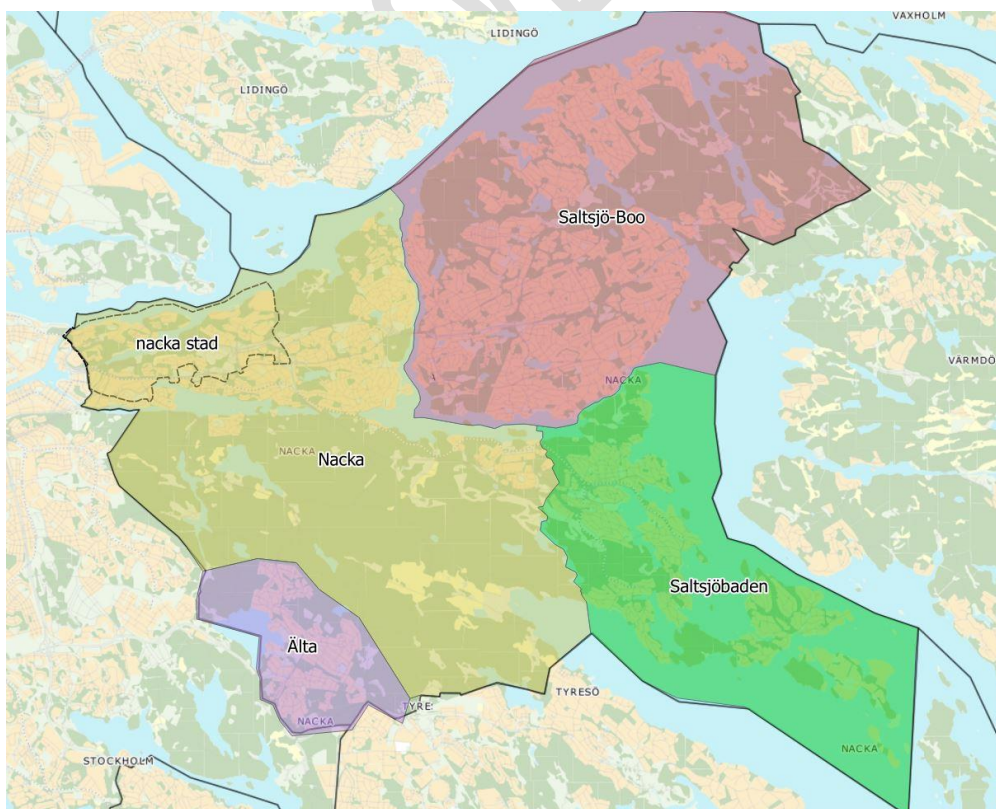 VAXHOLM
LIDINGÖ
LIDINGÖ
Saltsjö-Boo
nacka stad
VÄRMDÖ
NACKA
NACKA
Nacka
Saltsjöbaden
Älta
TYRESÖ
TYRE
NACKA
NACKA
STOCKHOLM